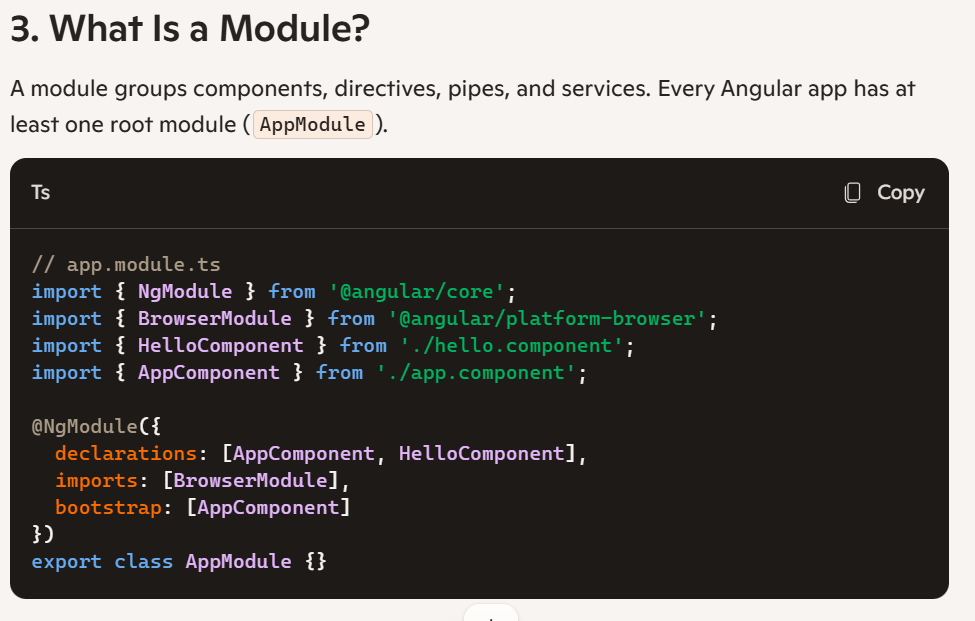 3. What Is a Module?
A module groups components, directives, pipes, and services. Every Angular app has at
least one root module (AppModule).
Ts
Copy
// app.module.ts
import { NgModule } from '@angular/core';
import { BrowserModule } from '@angular/platform-browser';
import { HelloComponent } from './hello.component';
import { AppComponent } from './app.component';
@NgModule({
  declarations: [AppComponent, HelloComponent],
  imports: [BrowserModule],
  bootstrap: [AppComponent]
})
export class AppModule {}